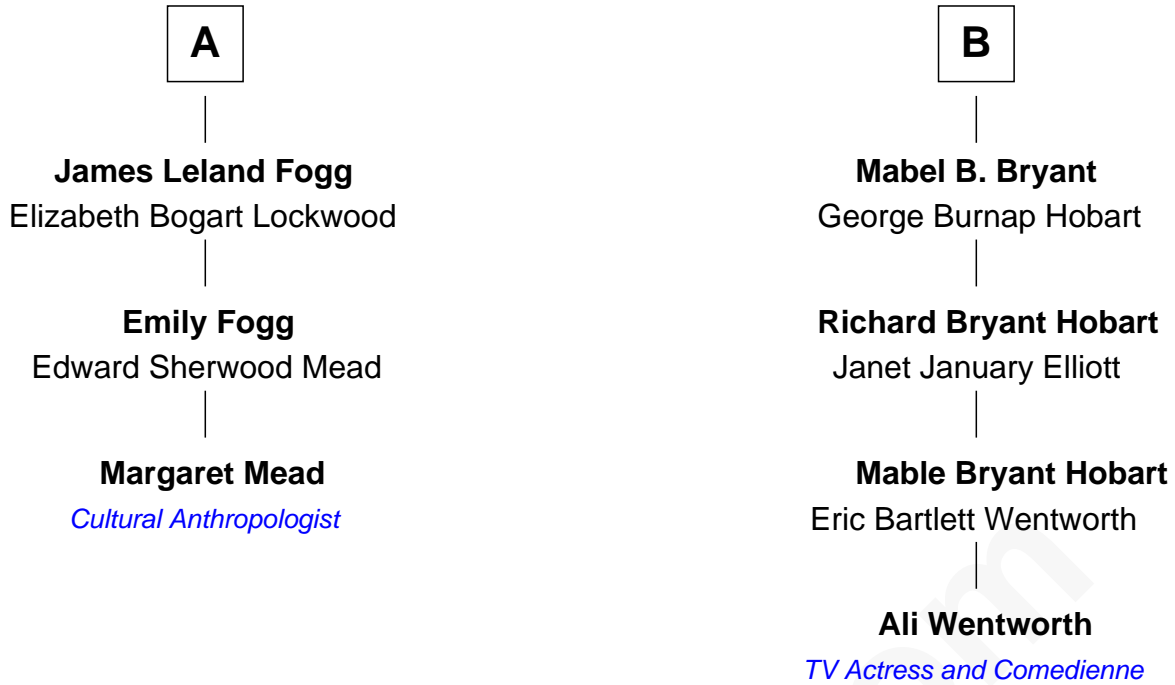 A
James Leland Fogg
Elizabeth Bogart Lockwood
Emily Fogg
Edward Sherwood Mead
Margaret Mead
Cultural Anthropologist
B
Mabel B. Bryant
George Burnap Hobart
Richard Bryant Hobart
Janet January Elliott
Mable Bryant Hobart
Eric Bartlett Wentworth
Ali Wentworth
TV Actress and Comedienne